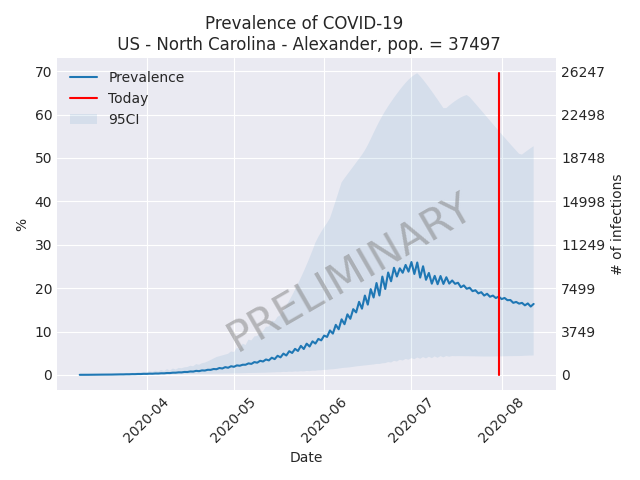 Prevalence of COVID-19
US - North Carolina - Alexander, pop. = 37497
Prevalence
Today
95CI
PRELIMINARY
%
70
60
50
40
30
20
10
0
26247
22498
18748
14998
11249
7499
3749
0
# of infections
2020-04
2020-05
2020-06
2020-07
2020-08
Date